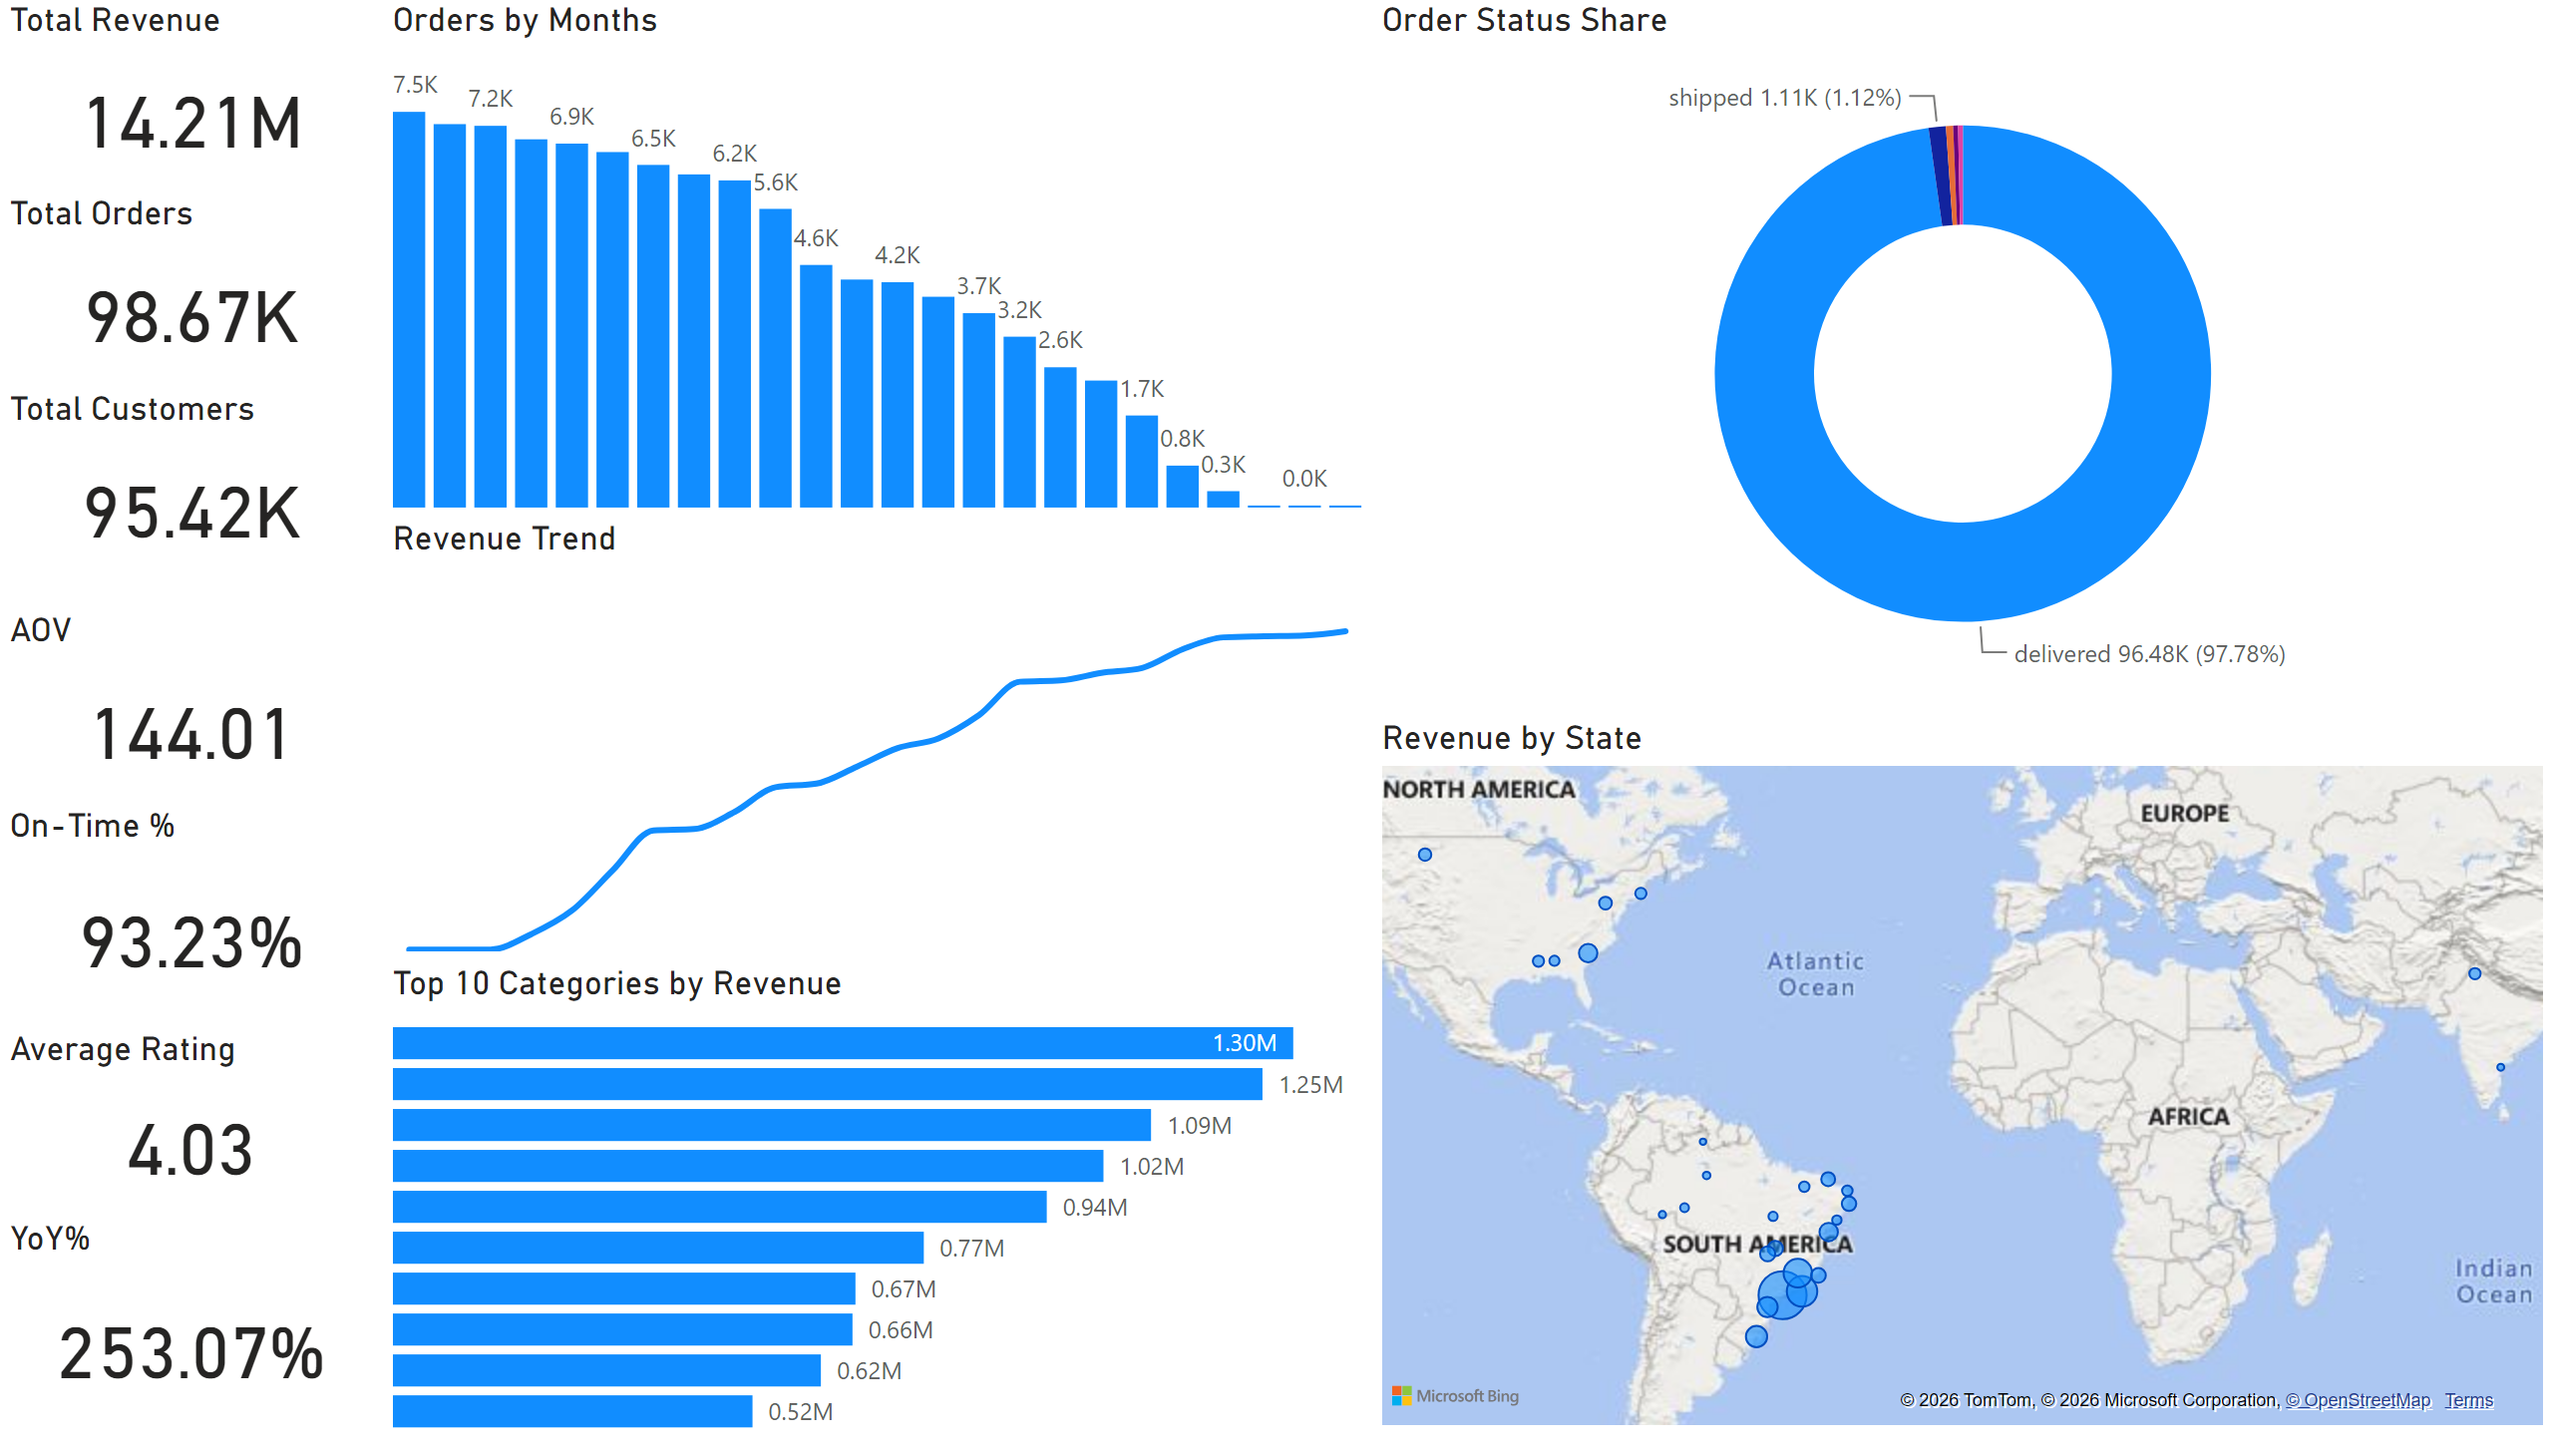 Total Revenue
14.21M
Total Orders
98.67K
Total Customers
95.42K
AOV
144.01
On-Time %
93.23%
Average Rating
4.03
YoY%
253.07%
Orders by Months
7.5K
7.2K
6.9K
6.5K
6.2K
5.6K
4.6K
4.2K
3.7K
3.2K
2.6K
1.7K
0.8K
0.3K
0.0K
Revenue Trend
Top 10 Categories by Revenue
1.30M
1.25M
1.09M
1.02M
0.94M
0.77M
0.67M
0.66M
0.62M
0.52M
Order Status Share
shipped 1.11K (1.12%)
delivered 96.48K (97.78%)
Revenue by State
NORTH AMERICA
EUROPE
Atlantic
Ocean
AFRICA
SOUTH AMERICA
Indian
Ocean
Microsoft Bing
© 2026 TomTom, © 2026 Microsoft Corporation, © OpenStreetMap Terms